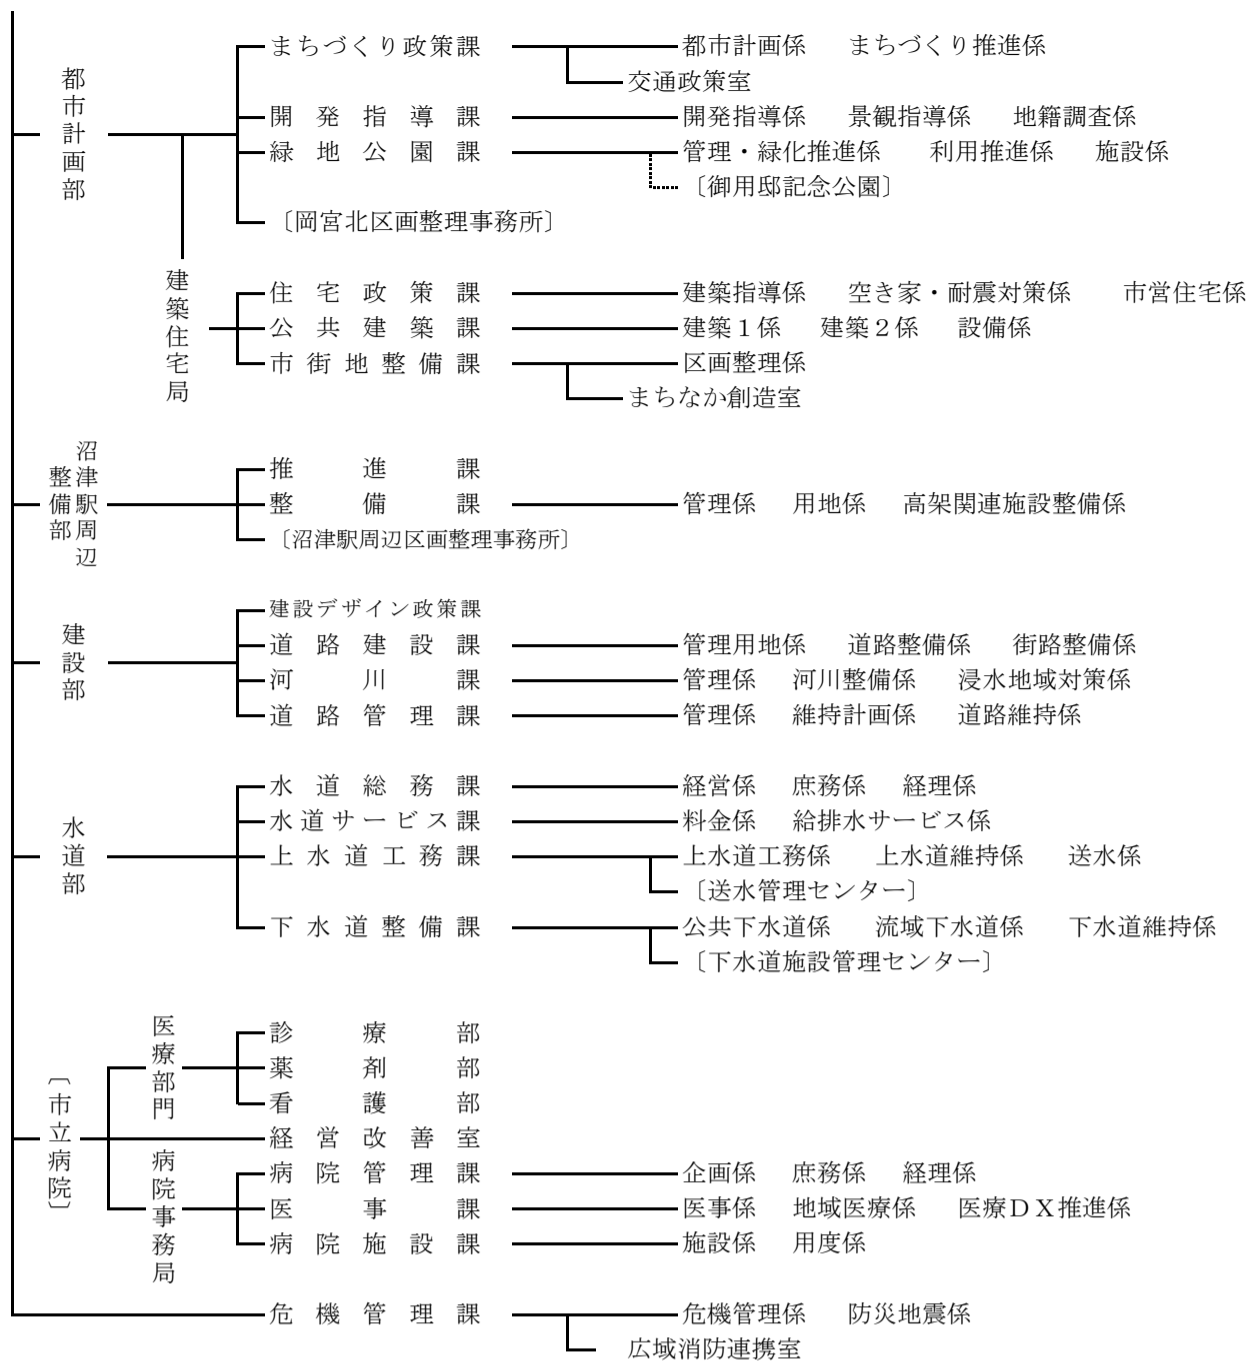 都市計画部
まちづくり政策課 都市計画係 まちづくり推進係
交通政策室
開発指導課 開発指導係 景観指導係 地籍調査係
緑地公園課 管理・緑化推進係 利用推進係 施設係
〔御用邸記念公園〕
〔岡宮北区画整理事務所〕
建築住宅局
住宅政策課 建築指導係 空き家・耐震対策係 市営住宅係
公共建築課 建築１係 建築２係 設備係
市街地整備課 区画整理係
まちなか創造室
沼津駅周辺
整備部
推進課
整備課 管理係 用地係 高架関連施設整備係
〔沼津駅周辺区画整理事務所〕
建設部
建設デザイン政策課
道路建設課 管理用地係 道路整備係 街路整備係
河川課 管理係 河川整備係 浸水地域対策係
道路管理課 管理係 維持計画係 道路維持係
水道部
水道総務課 経営係 庶務係 経理係
水道サービス課 料金係 給排水サービス係
上水道工務課 上水道工務係 上水道維持係 送水係
〔送水管理センター〕
下水道整備課 公共下水道係 流域下水道係 下水道維持係
〔下水道施設管理センター〕
〔市立病院〕
医療部門
診療部
薬剤部
看護部
経営改善室
病院事務局
病院管理課 企画係 庶務係 経理係
医事課 医事係 地域医療係 医療ＤＸ推進係
病院施設課 施設係 用度係
危機管理課 危機管理係 防災地震係
広域消防連携室